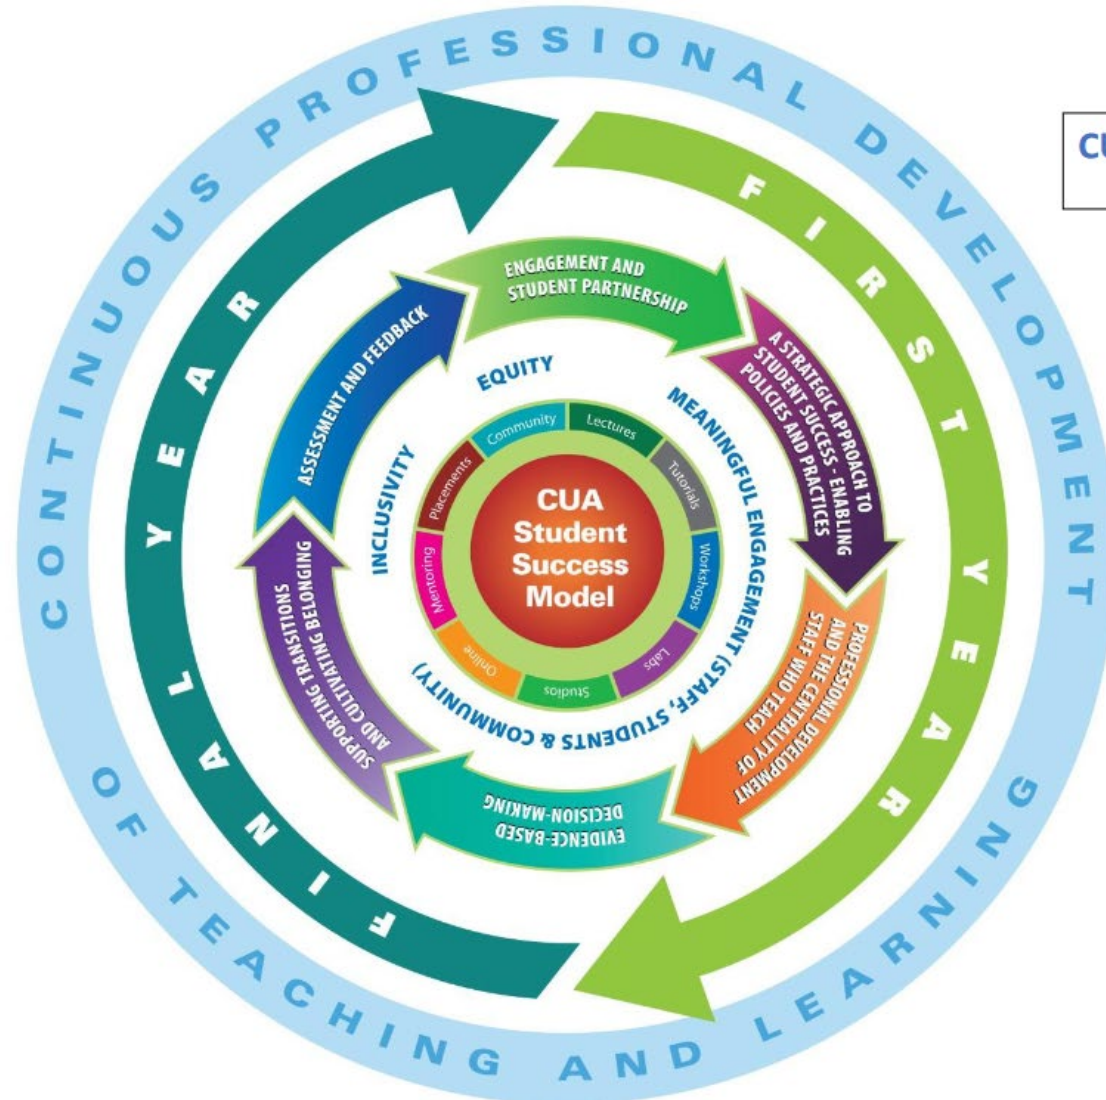 CONTINUOUS PROFESSIONAL DEVELOPMENT
OF TEACHING AND LEARNING
FIRST YEAR
FINAL YEAR
ENGAGEMENT AND
STUDENT PARTNERSHIP
A STRATEGIC APPROACH TO
STUDENT SUCCESS - ENABLING
POLICIES AND PRACTICES
PROFESSIONAL DEVELOPMENT
AND THE CENTRALITY OF
STAFF WHO TEACH
EVIDENCE-BASED
DECISION-MAKING
SUPPORTING TRANSITIONS
AND CULTIVATING BELONGING
ASSESSMENT AND FEEDBACK
EQUITY
MEANINGFUL ENGAGEMENT (STAFF, STUDENTS & COMMUNITY)
INCLUSIVITY
Community
Lectures
Tutorials
Workshops
Labs
Studios
Online
Mentoring
Placements
CUA
Student
Success
Model